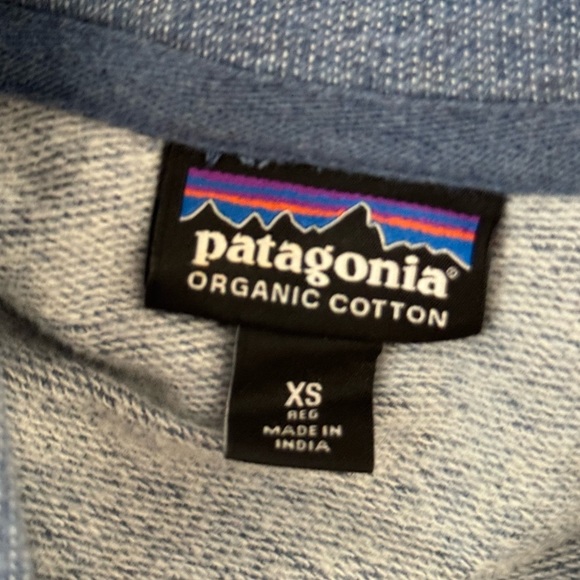 patagonia®
ORGANIC COTTON
XS
REG
MADE IN
INDIA